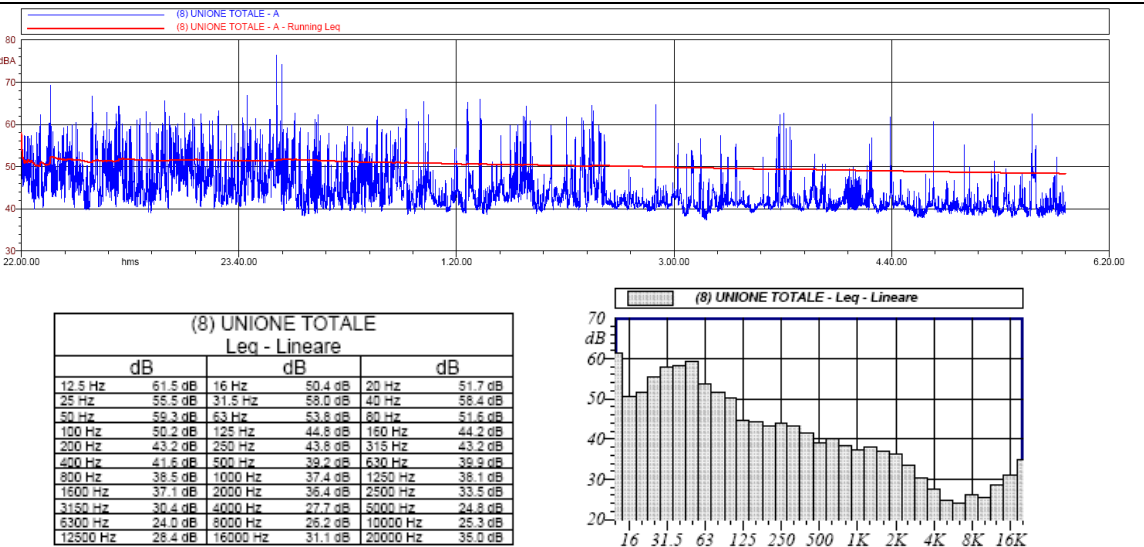 (8) UNIONE TOTALE - A
(8) UNIONE TOTALE - A - Running Leq
80
dBA
70
60
50
40
30
22.00.00 hms 23.40.00 1.20.00 3.00.00 4.40.00 6.20.00
(8) UNIONE TOTALE
Leq - Lineare
dB dB dB
12.5 Hz 61.5 dB 16 Hz 50.4 dB 20 Hz 51.7 dB
25 Hz 55.5 dB 31.5 Hz 58.0 dB 40 Hz 58.4 dB
50 Hz 59.3 dB 63 Hz 53.8 dB 80 Hz 51.6 dB
100 Hz 50.2 dB 125 Hz 44.8 dB 160 Hz 44.2 dB
200 Hz 43.2 dB 250 Hz 43.8 dB 315 Hz 43.2 dB
400 Hz 41.6 dB 500 Hz 39.2 dB 630 Hz 39.9 dB
800 Hz 38.5 dB 1000 Hz 37.4 dB 1250 Hz 38.1 dB
1600 Hz 37.1 dB 2000 Hz 36.4 dB 2500 Hz 33.5 dB
3150 Hz 30.4 dB 4000 Hz 27.7 dB 5000 Hz 24.8 dB
6300 Hz 24.0 dB 8000 Hz 26.2 dB 10000 Hz 25.3 dB
12500 Hz 28.4 dB 16000 Hz 31.1 dB 20000 Hz 35.0 dB
(8) UNIONE TOTALE - Leq - Lineare
70
dB
60
50
40
30
20
16 31.5 63 125 250 500 1K 2K 4K 8K 16K